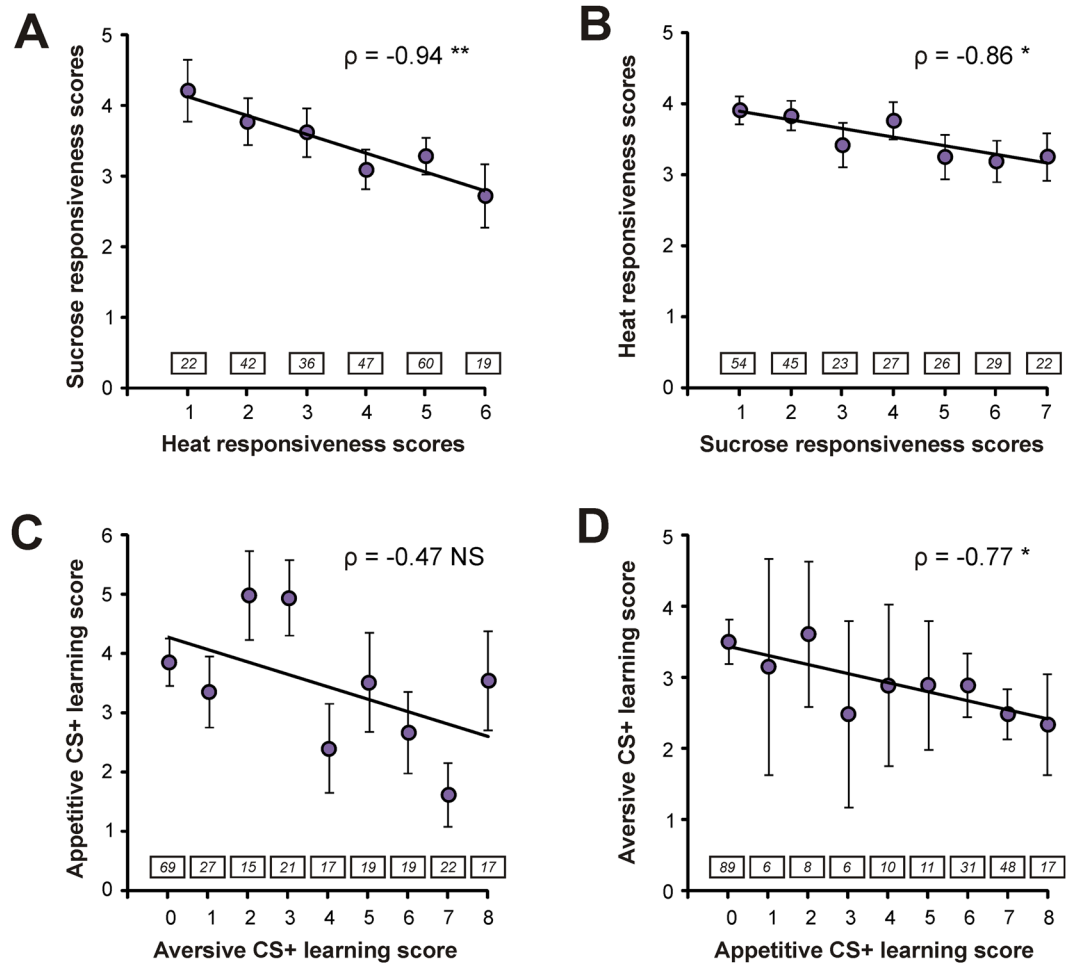 A
ρ = -0.94 **
Sucrose responsiveness scores
5
4
3
2
1
0
22 42 36 47 60 19
1 2 3 4 5 6
Heat responsiveness scores
B
ρ = -0.86 *
Heat responsiveness scores
5
4
3
2
1
0
54 45 23 27 26 29 22
1 2 3 4 5 6 7
Sucrose responsiveness scores
C
ρ = -0.47 NS
Appetitive CS+ learning score
6
5
4
3
2
1
0
69 27 15 21 17 19 19 22 17
0 1 2 3 4 5 6 7 8
Aversive CS+ learning score
D
ρ = -0.77 *
Aversive CS+ learning score
5
4
3
2
1
0
89 6 8 6 10 11 31 48 17
0 1 2 3 4 5 6 7 8
Appetitive CS+ learning score